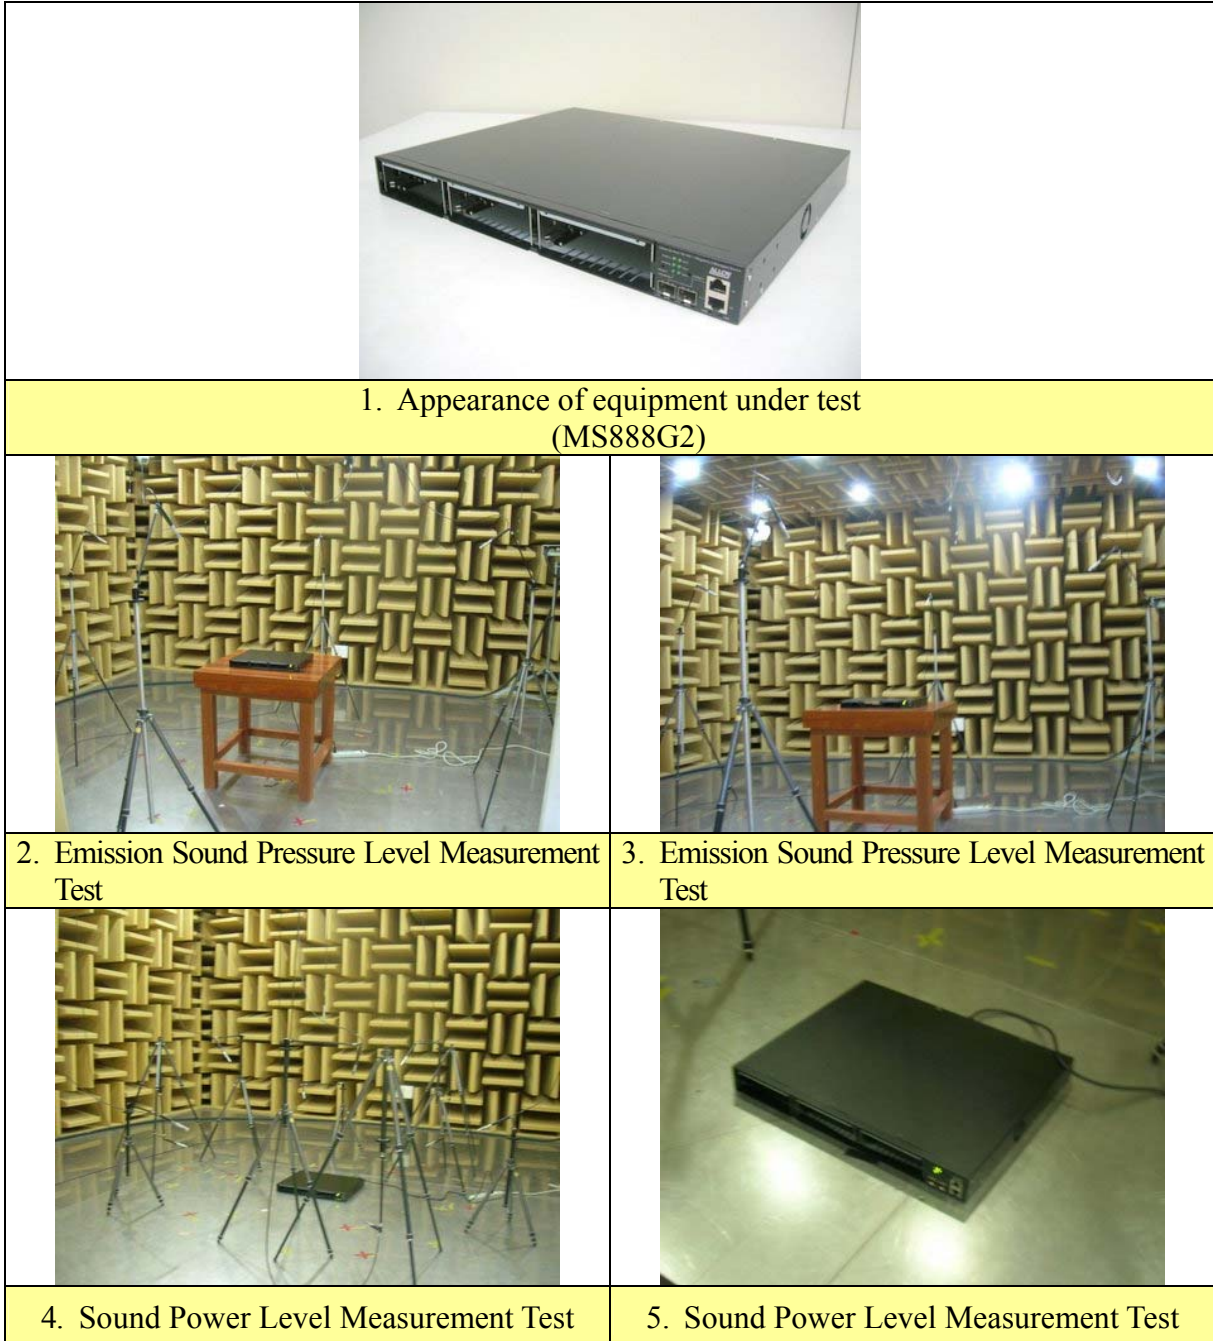 ALLOY
1. Appearance of equipment under test
(MS888G2)
2. Emission Sound Pressure Level Measurement
Test
3. Emission Sound Pressure Level Measurement
Test
4. Sound Power Level Measurement Test
5. Sound Power Level Measurement Test